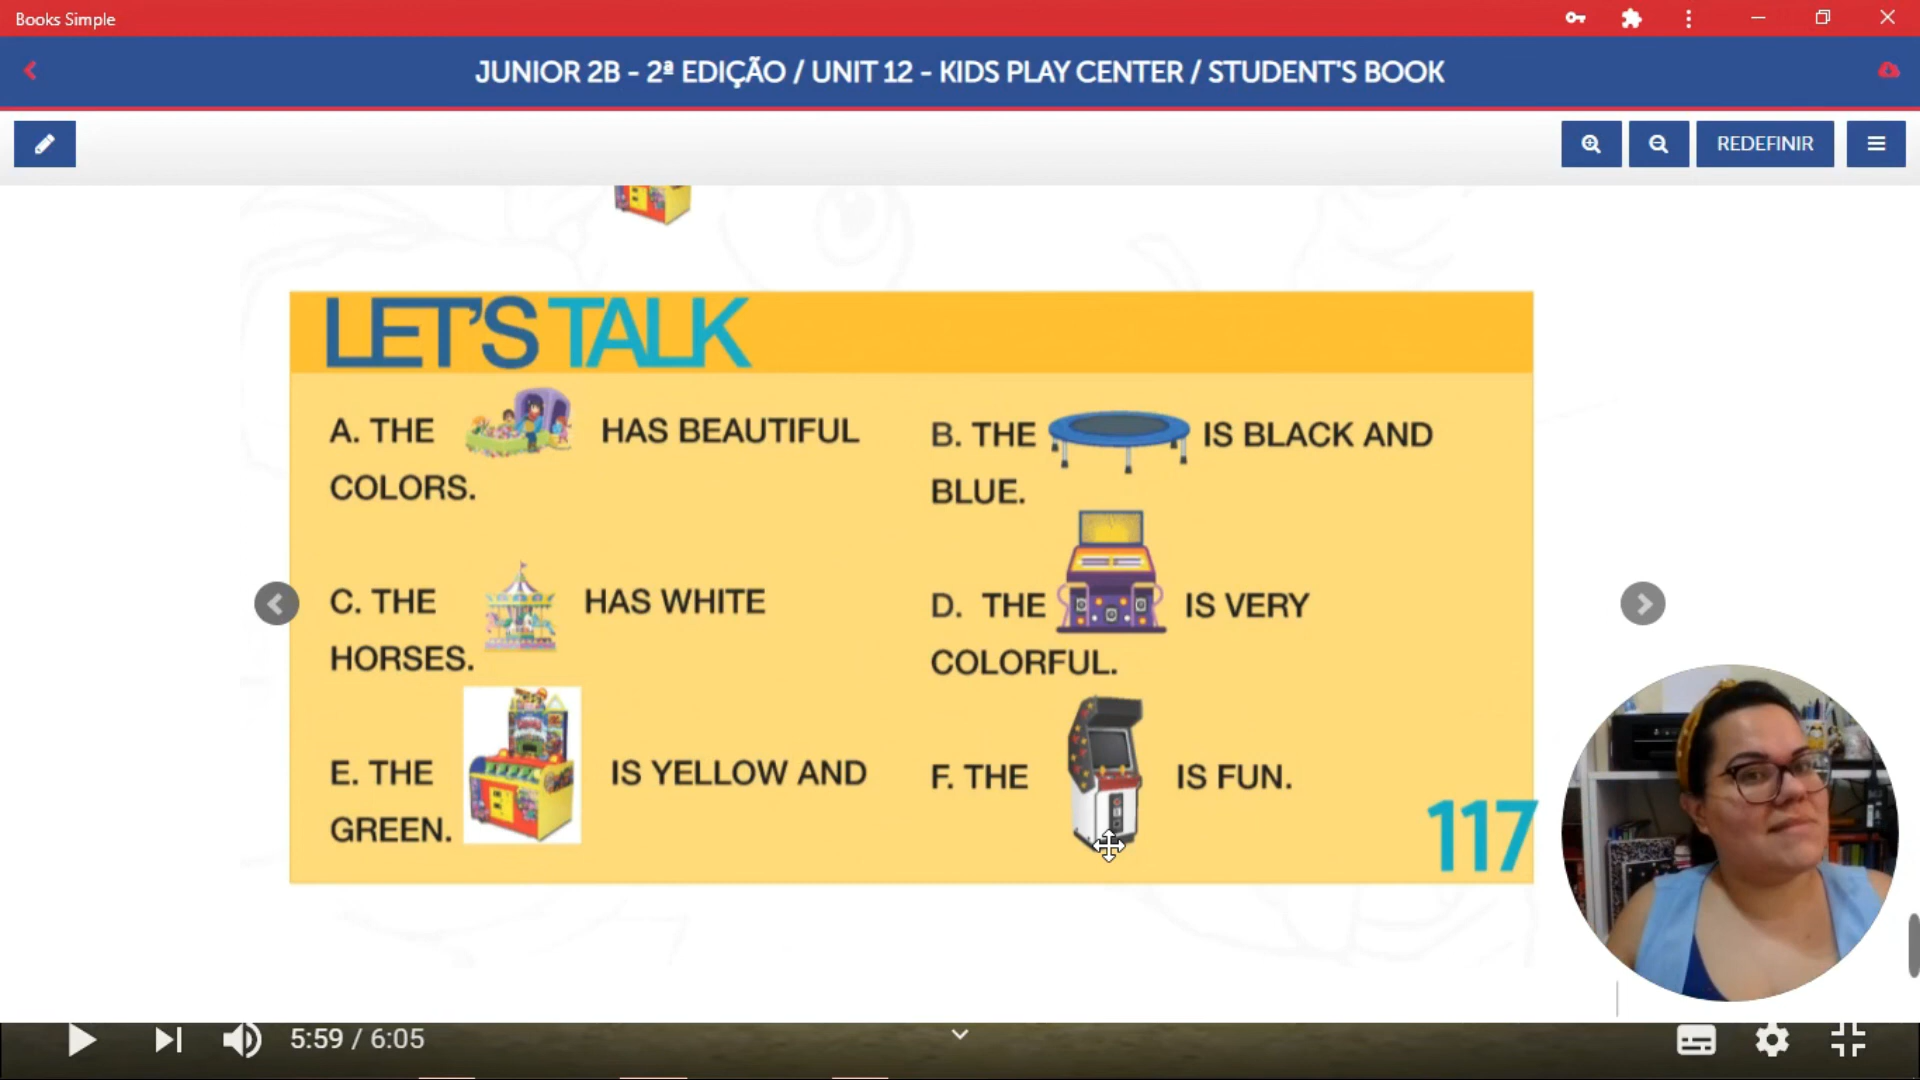 Books Simple
JUNIOR 2B - 2ª EDIÇÃO / UNIT 12 - KIDS PLAY CENTER / STUDENT'S BOOK
REDEFINIR
LET'S TALK
A. THE HAS BEAUTIFUL
COLORS.
B. THE IS BLACK AND
BLUE.
C. THE HAS WHITE
HORSES.
D. THE IS VERY
COLORFUL.
E. THE IS YELLOW AND
GREEN.
F. THE IS FUN.
117
5:59 / 6:05